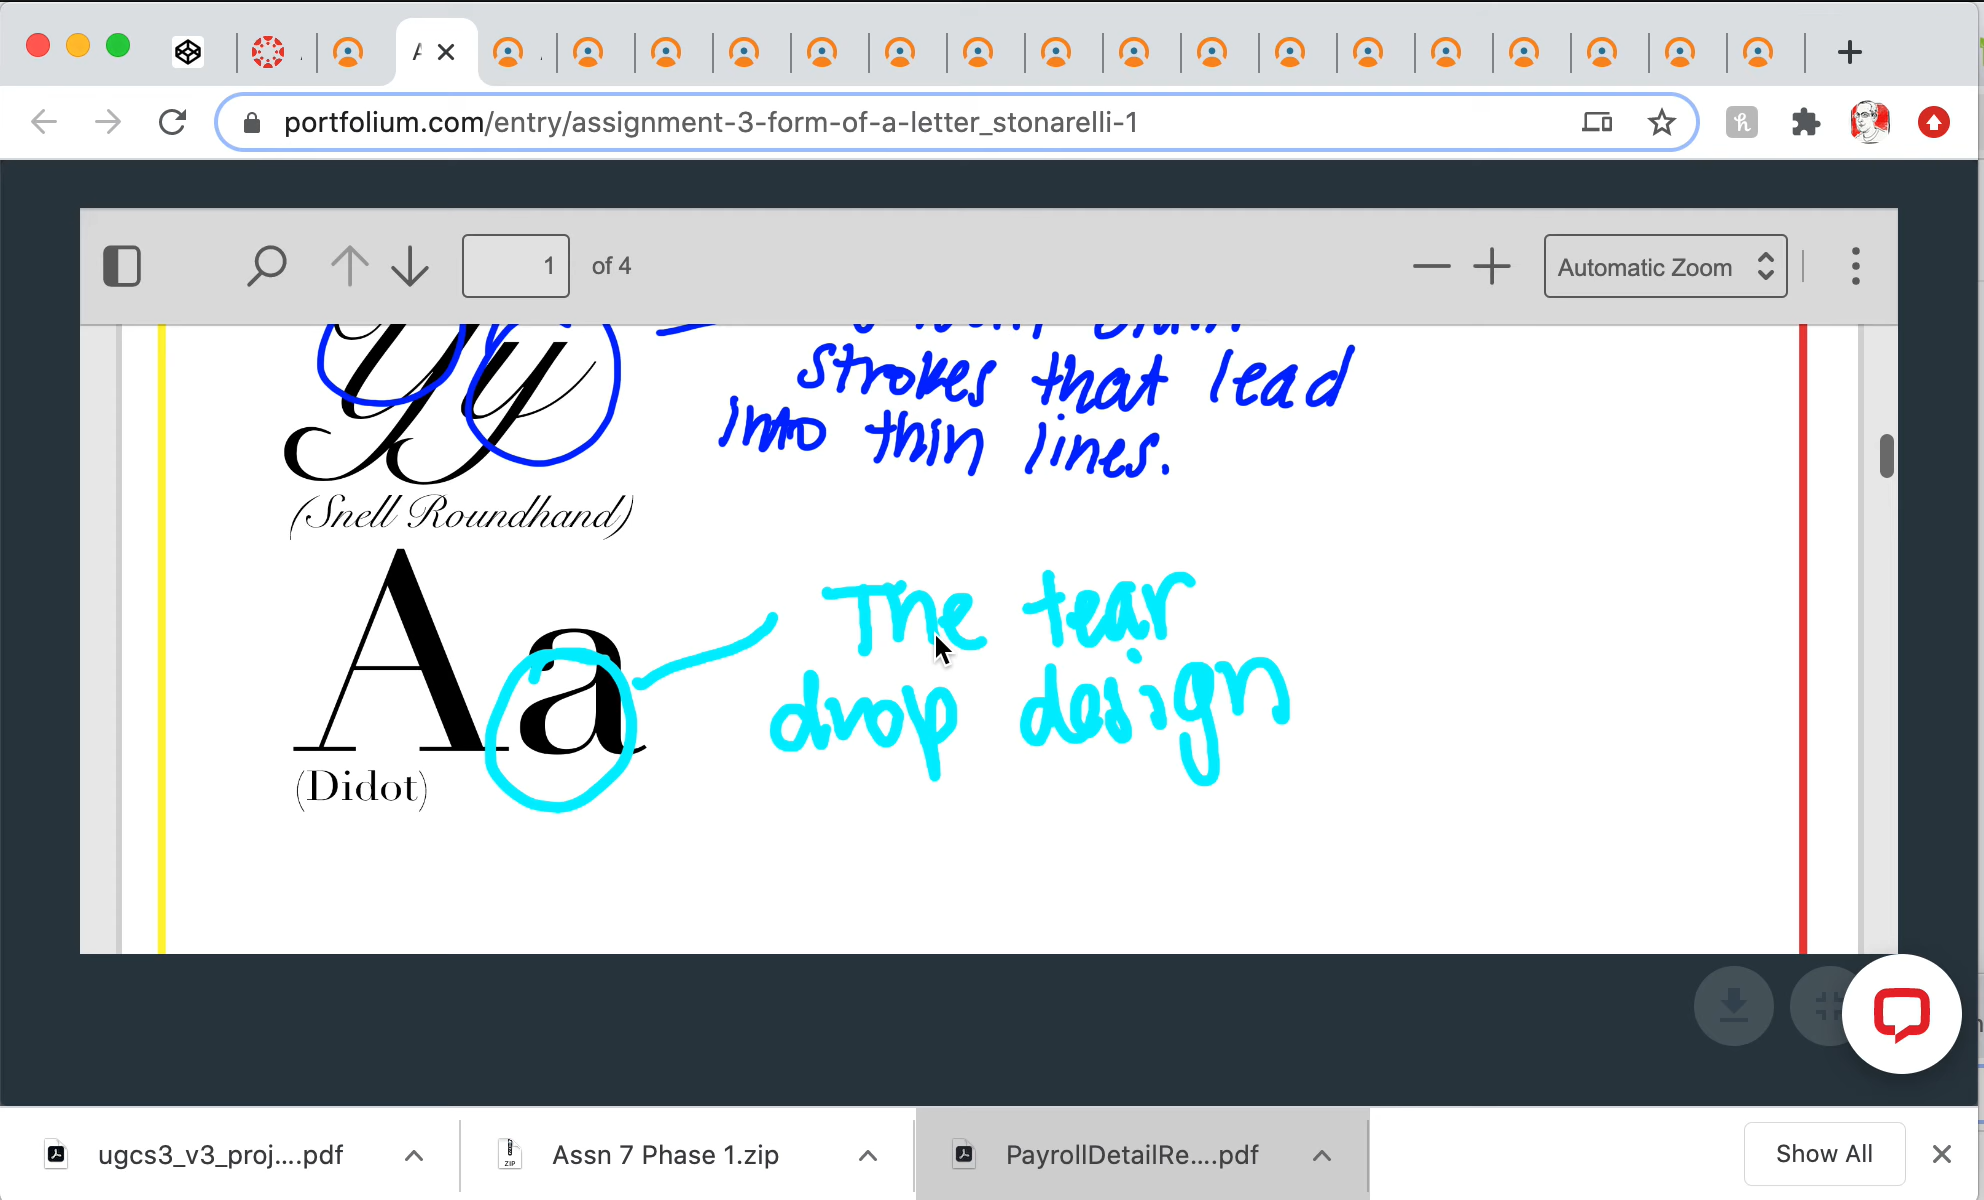 portfolium.com/entry/assignment-3-form-of-a-letter_stonarelli-1
1 of 4
Automatic Zoom
strokes that lead
into thin lines.
Yy
(Snell Roundhand)
The tear
drop design
Aa
(Didot)
ugcs3_v3_proj....pdf
Assn 7 Phase 1.zip
PayrollDetailRe....pdf
Show All